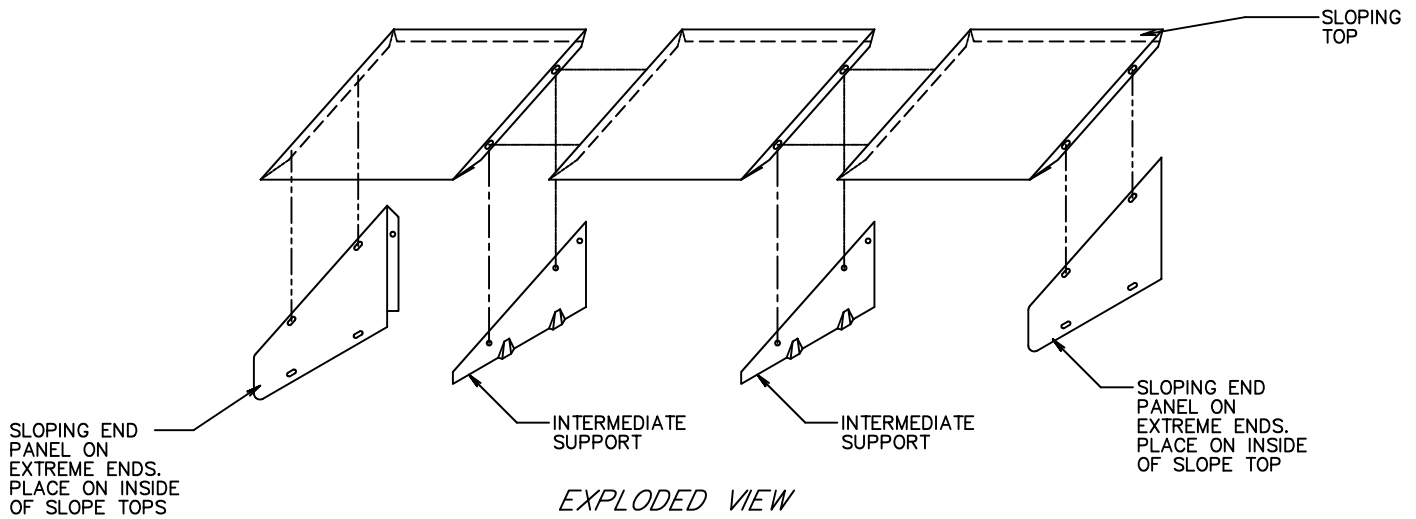 SLOPING
TOP
SLOPING END
PANEL ON
EXTREME ENDS.
PLACE ON INSIDE
OF SLOPE TOPS
INTERMEDIATE
SUPPORT
INTERMEDIATE
SUPPORT
SLOPING END
PANEL ON
EXTREME ENDS.
PLACE ON INSIDE
OF SLOPE TOP
EXPLODED VIEW